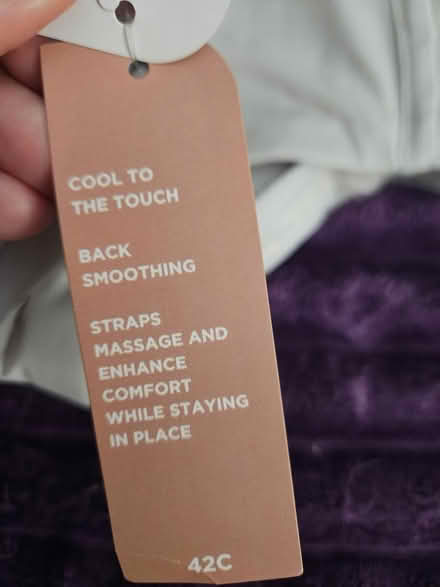 COOL TO
THE TOUCH
BACK
SMOOTHING
STRAPS
MASSAGE AND
ENHANCE
COMFORT
WHILE STAYING
IN PLACE
42C